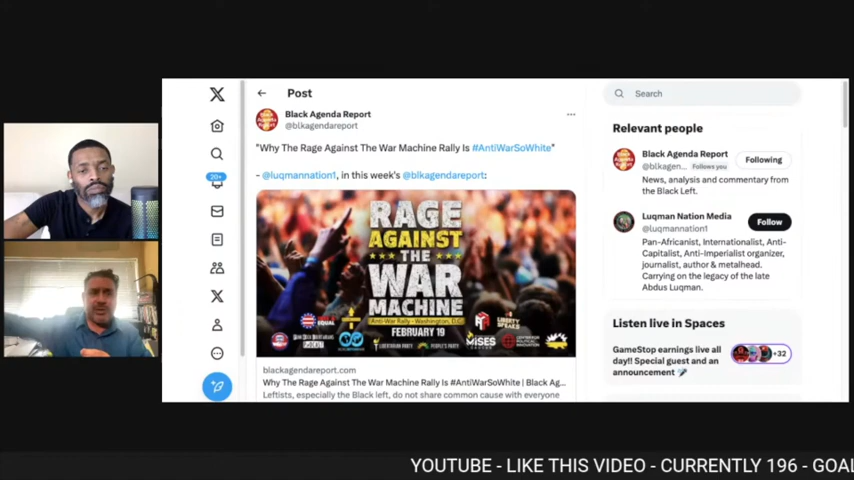 Post
Black Agenda Report
@blkagendareport
"Why The Rage Against The War Machine Rally Is #AntiWarSoWhite"
- @luqmannation1, in this week's @blkagendareport:
RAGE
AGAINST
THE
WAR
MACHINE
Anti-War Rally - Washington, D.C.
FEBRUARY 19
LIBERTY
SPEAKS
PEOPLE'S PARTY
MISES
blackagendareport.com
Why The Rage Against The War Machine Rally Is #AntiWarSoWhite | Black Ag...
Leftists, especially the Black left, do not share common cause with everyone
20+
Search
Relevant people
Black Agenda Report
@blkagen... Follows you
Following
News, analysis and commentary from
the Black Left.
Luqman Nation Media
@luqmannation1
Follow
Pan-Africanist, Internationalist, Anti-
Capitalist, Anti-Imperialist organizer,
journalist, author & metalhead.
Carrying on the legacy of the late
Abdus Luqman.
Listen live in Spaces
GameStop earnings live all
day!! Special guest and an
announcement
+32
YOUTUBE - LIKE THIS VIDEO - CURRENTLY 196 - GOAL